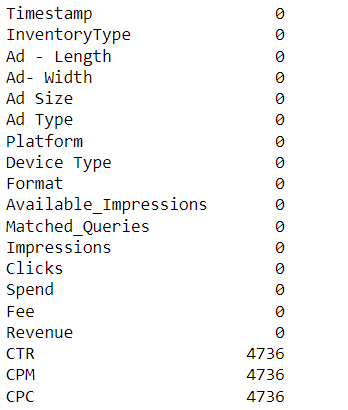 Timestamp 0
InventoryType 0
Ad - Length 0
Ad- Width 0
Ad Size 0
Ad Type 0
Platform 0
Device Type 0
Format 0
Available_Impressions 0
Matched_Queries 0
Impressions 0
Clicks 0
Spend 0
Fee 0
Revenue 0
CTR 4736
CPM 4736
CPC 4736